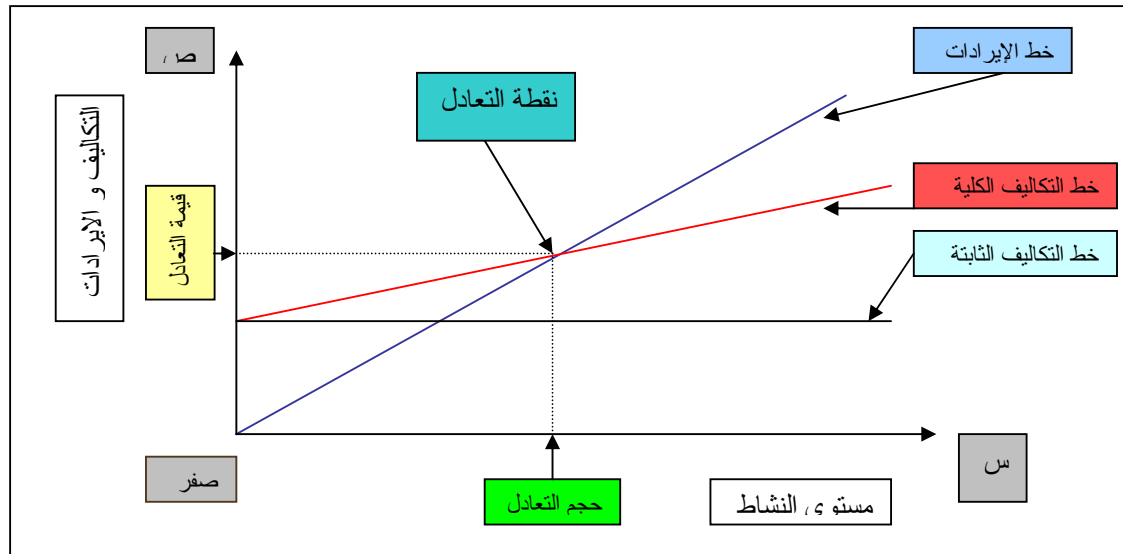 ص
خط الإيرادات
نقطة التعادل
التكاليف و الايرادات
خط التكاليف الكلية
قيمة التعادل
خط التكاليف الثابتة
س
صفر
حجم التعادل
مستوى النشاط